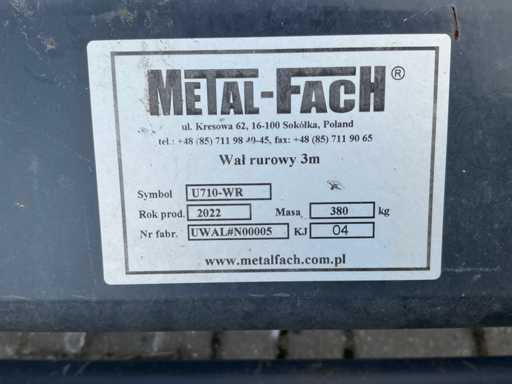 METAL-FACH®
ul. Kresowa 62, 16-100 Sokółka, Poland
tel.: +48 (85) 711 98 40-45, fax: +48 (85) 711 90 65
Wał rurowy 3m
Symbol U710-WR
Rok prod. 2022 Masa 380 kg
Nr fabr. UWAL#N00005 KJ 04
www.metalfach.com.pl